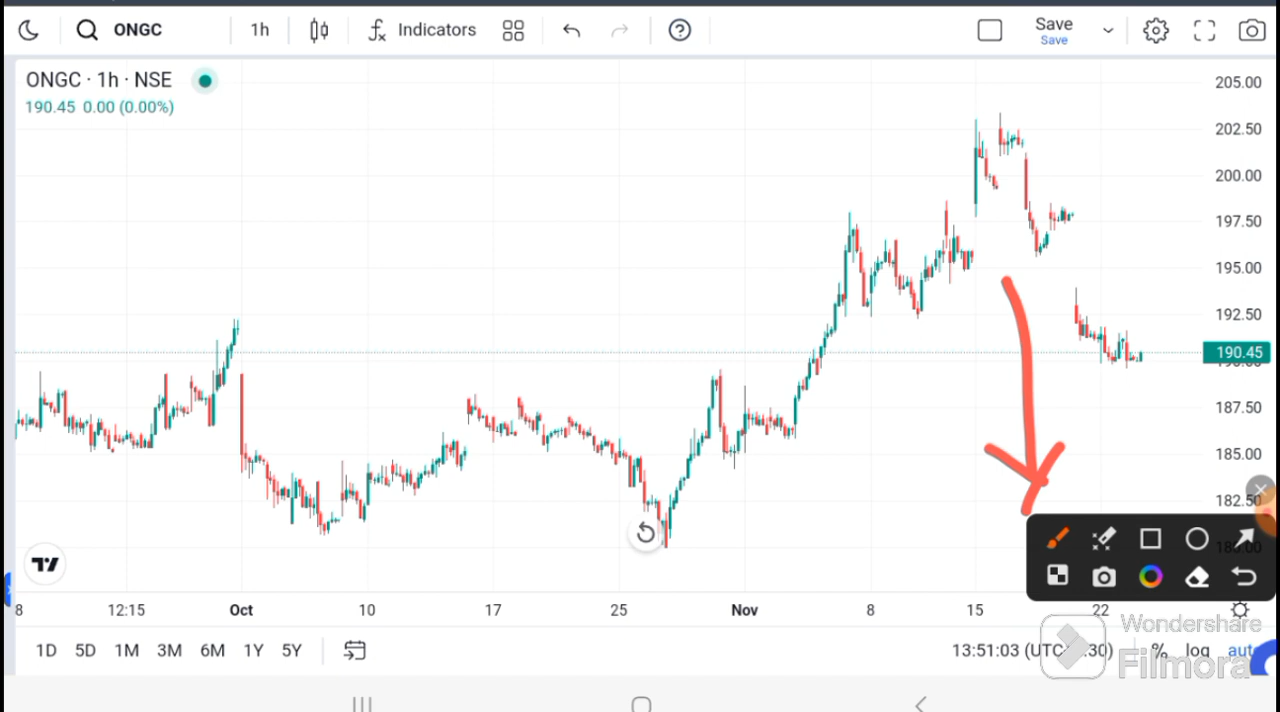 ONGC 1h Indicators Save
Save
ONGC · 1h · NSE
190.45 0.00 (0.00%)
205.00
202.50
200.00
197.50
195.00
192.50
190.45
187.50
185.00
182.50
8 12:15 Oct 10 17 25 Nov 8 15 22
1D 5D 1M 3M 6M 1Y 5Y 13:51:03 (UTC .30) % log auto
Wondershare
Filmora